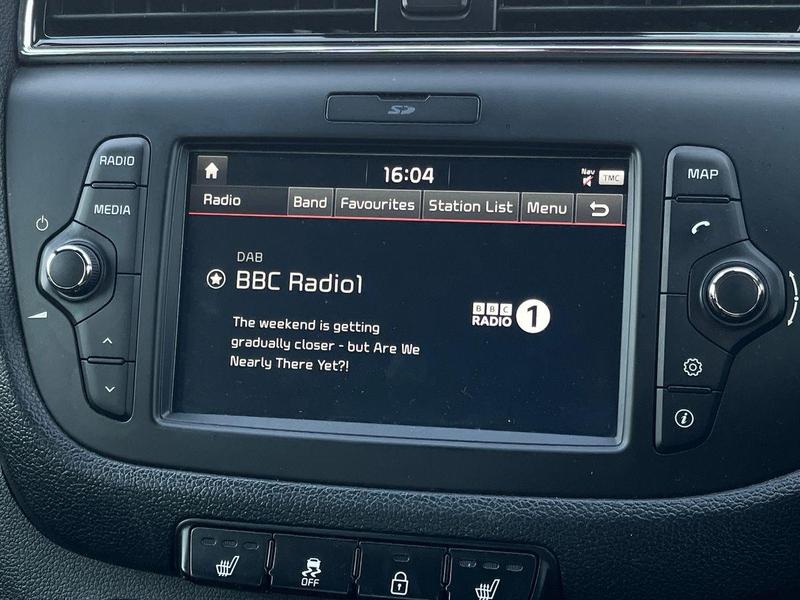 SD
RADIO
MEDIA
16:04
Nav
TMC
Radio
Band
Favourites
Station List
Menu
DAB
BBC Radio1
BBC
RADIO 1
The weekend is getting
gradually closer - but Are We
Nearly There Yet?!
MAP
i
OFF